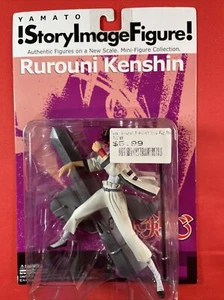 YAMATO
!StoryImageFigure!
Authentic Figures on a New Scale. Mini-Figure Collection.
Rurouni Kenshin
$5.99